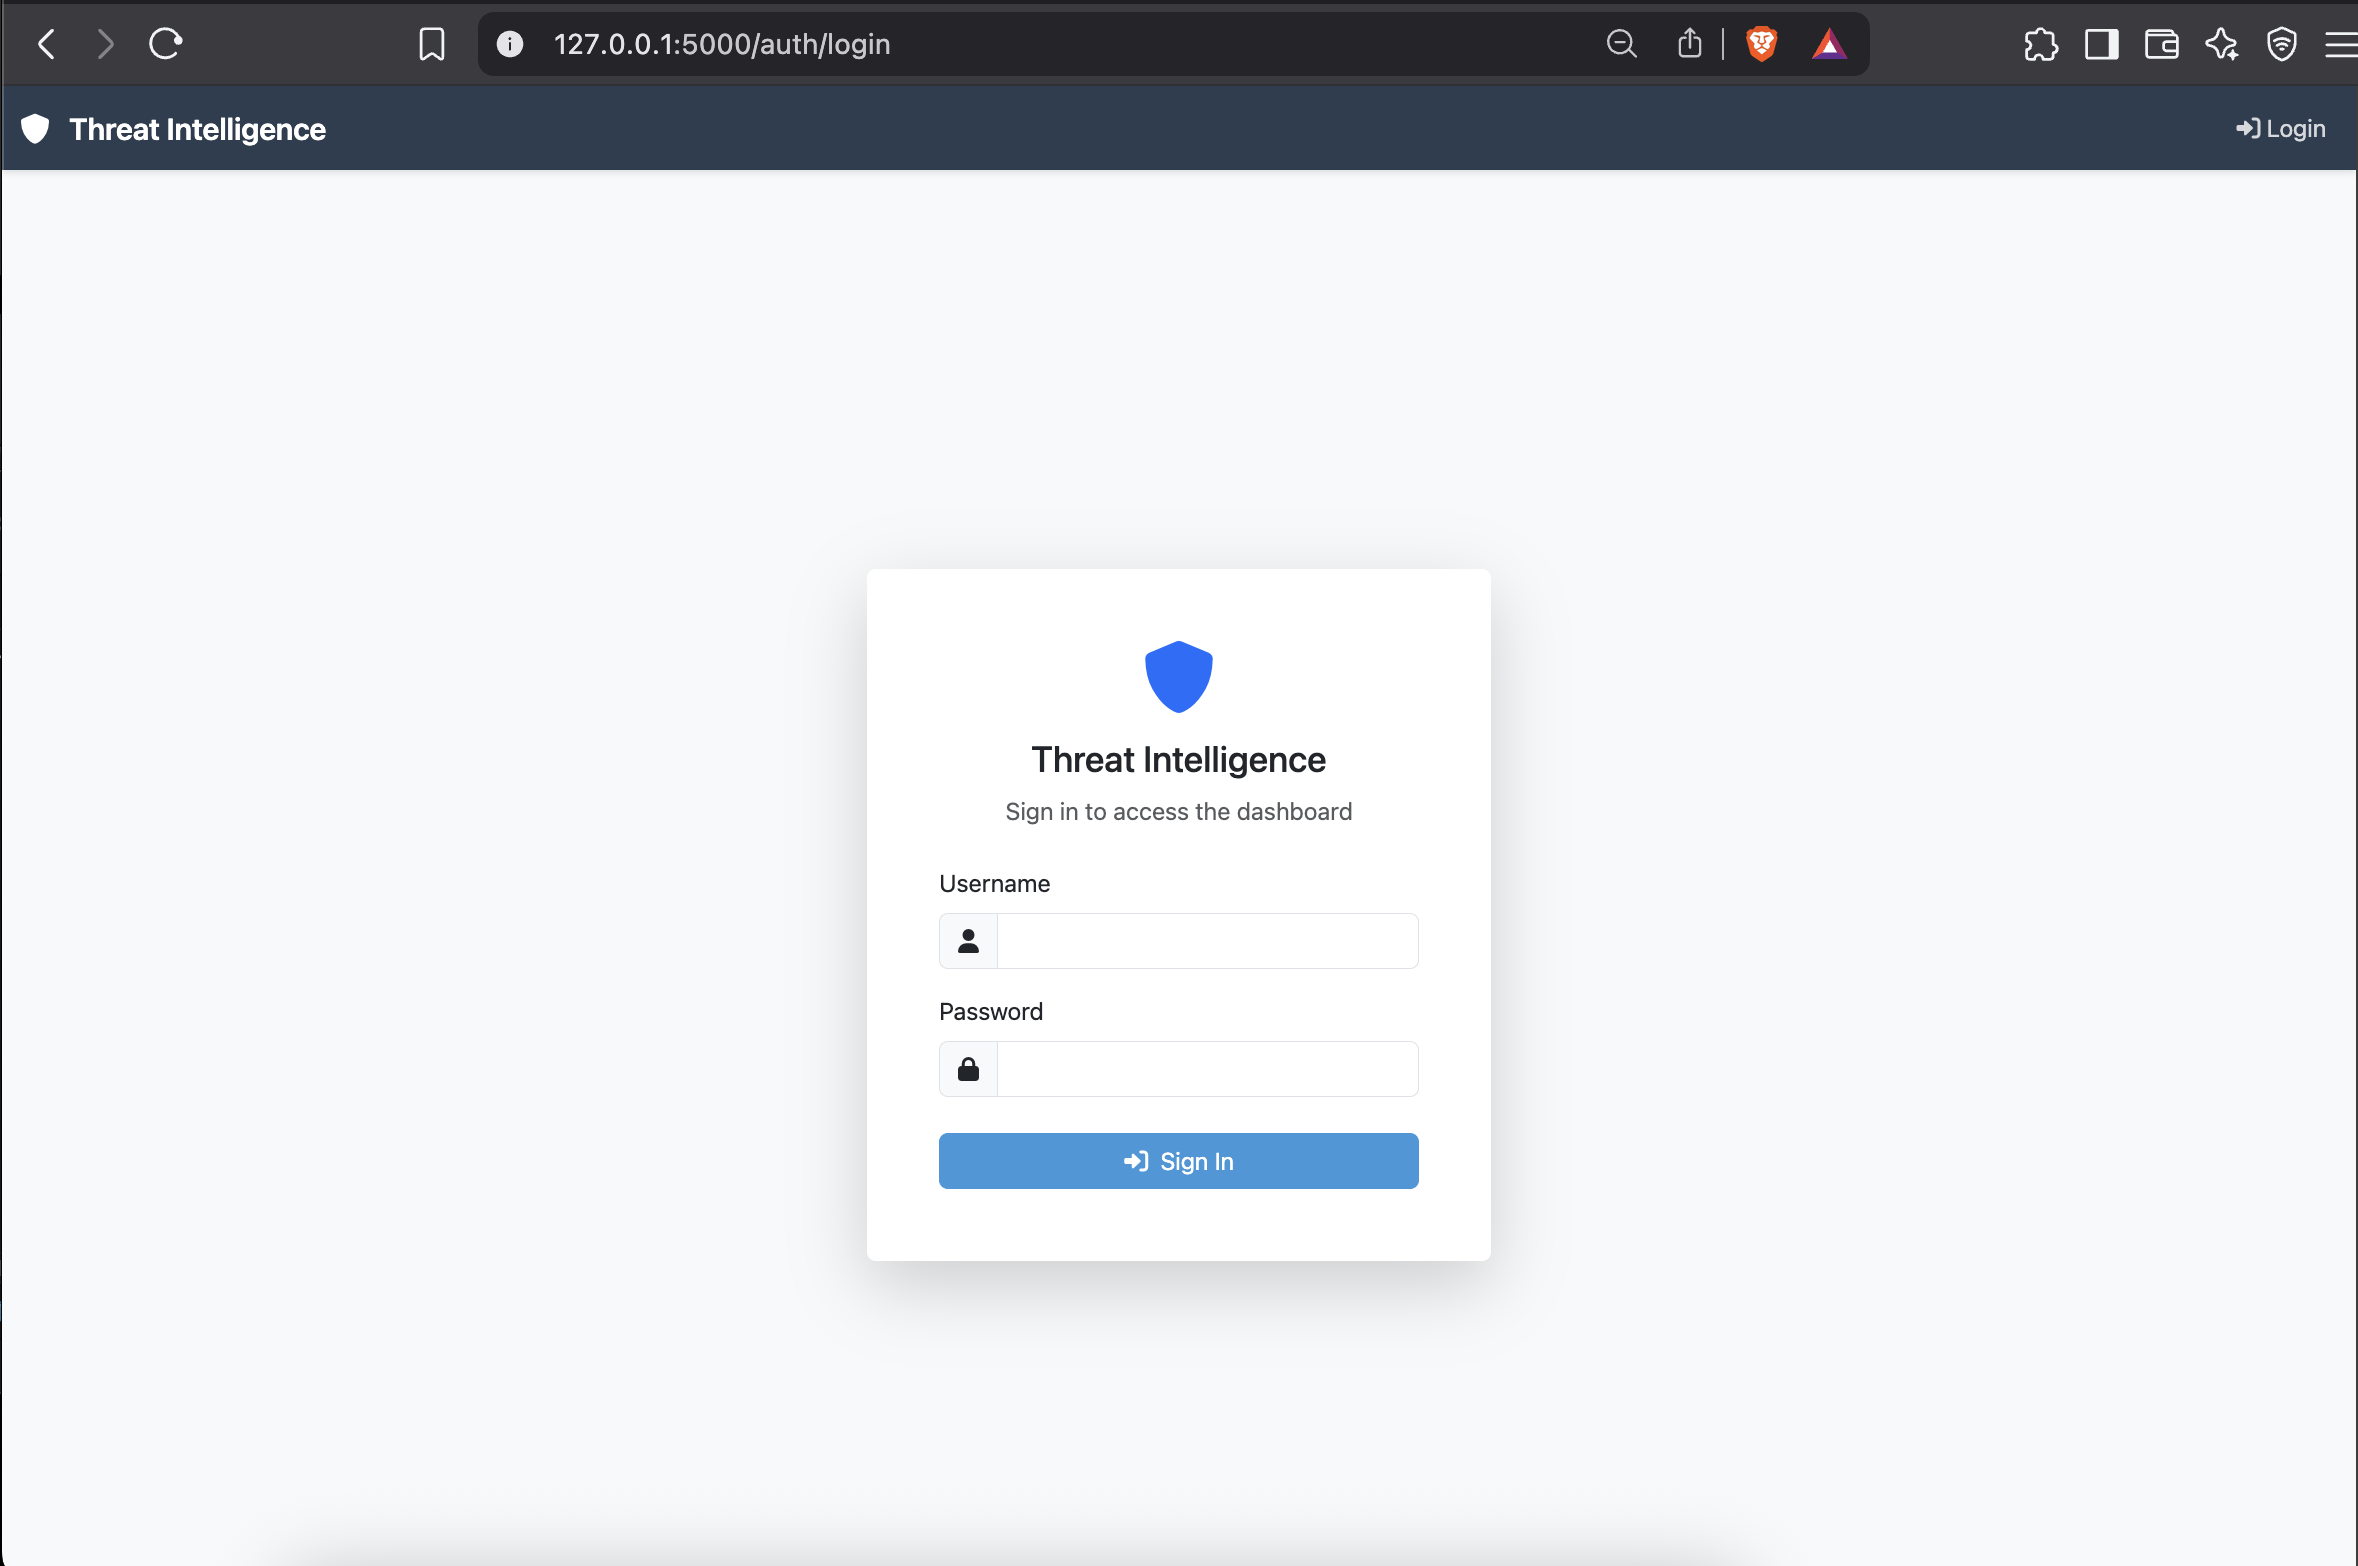 127.0.0.1:5000/auth/login
Threat Intelligence
Login
Threat Intelligence
Sign in to access the dashboard
Username
Password
Sign In